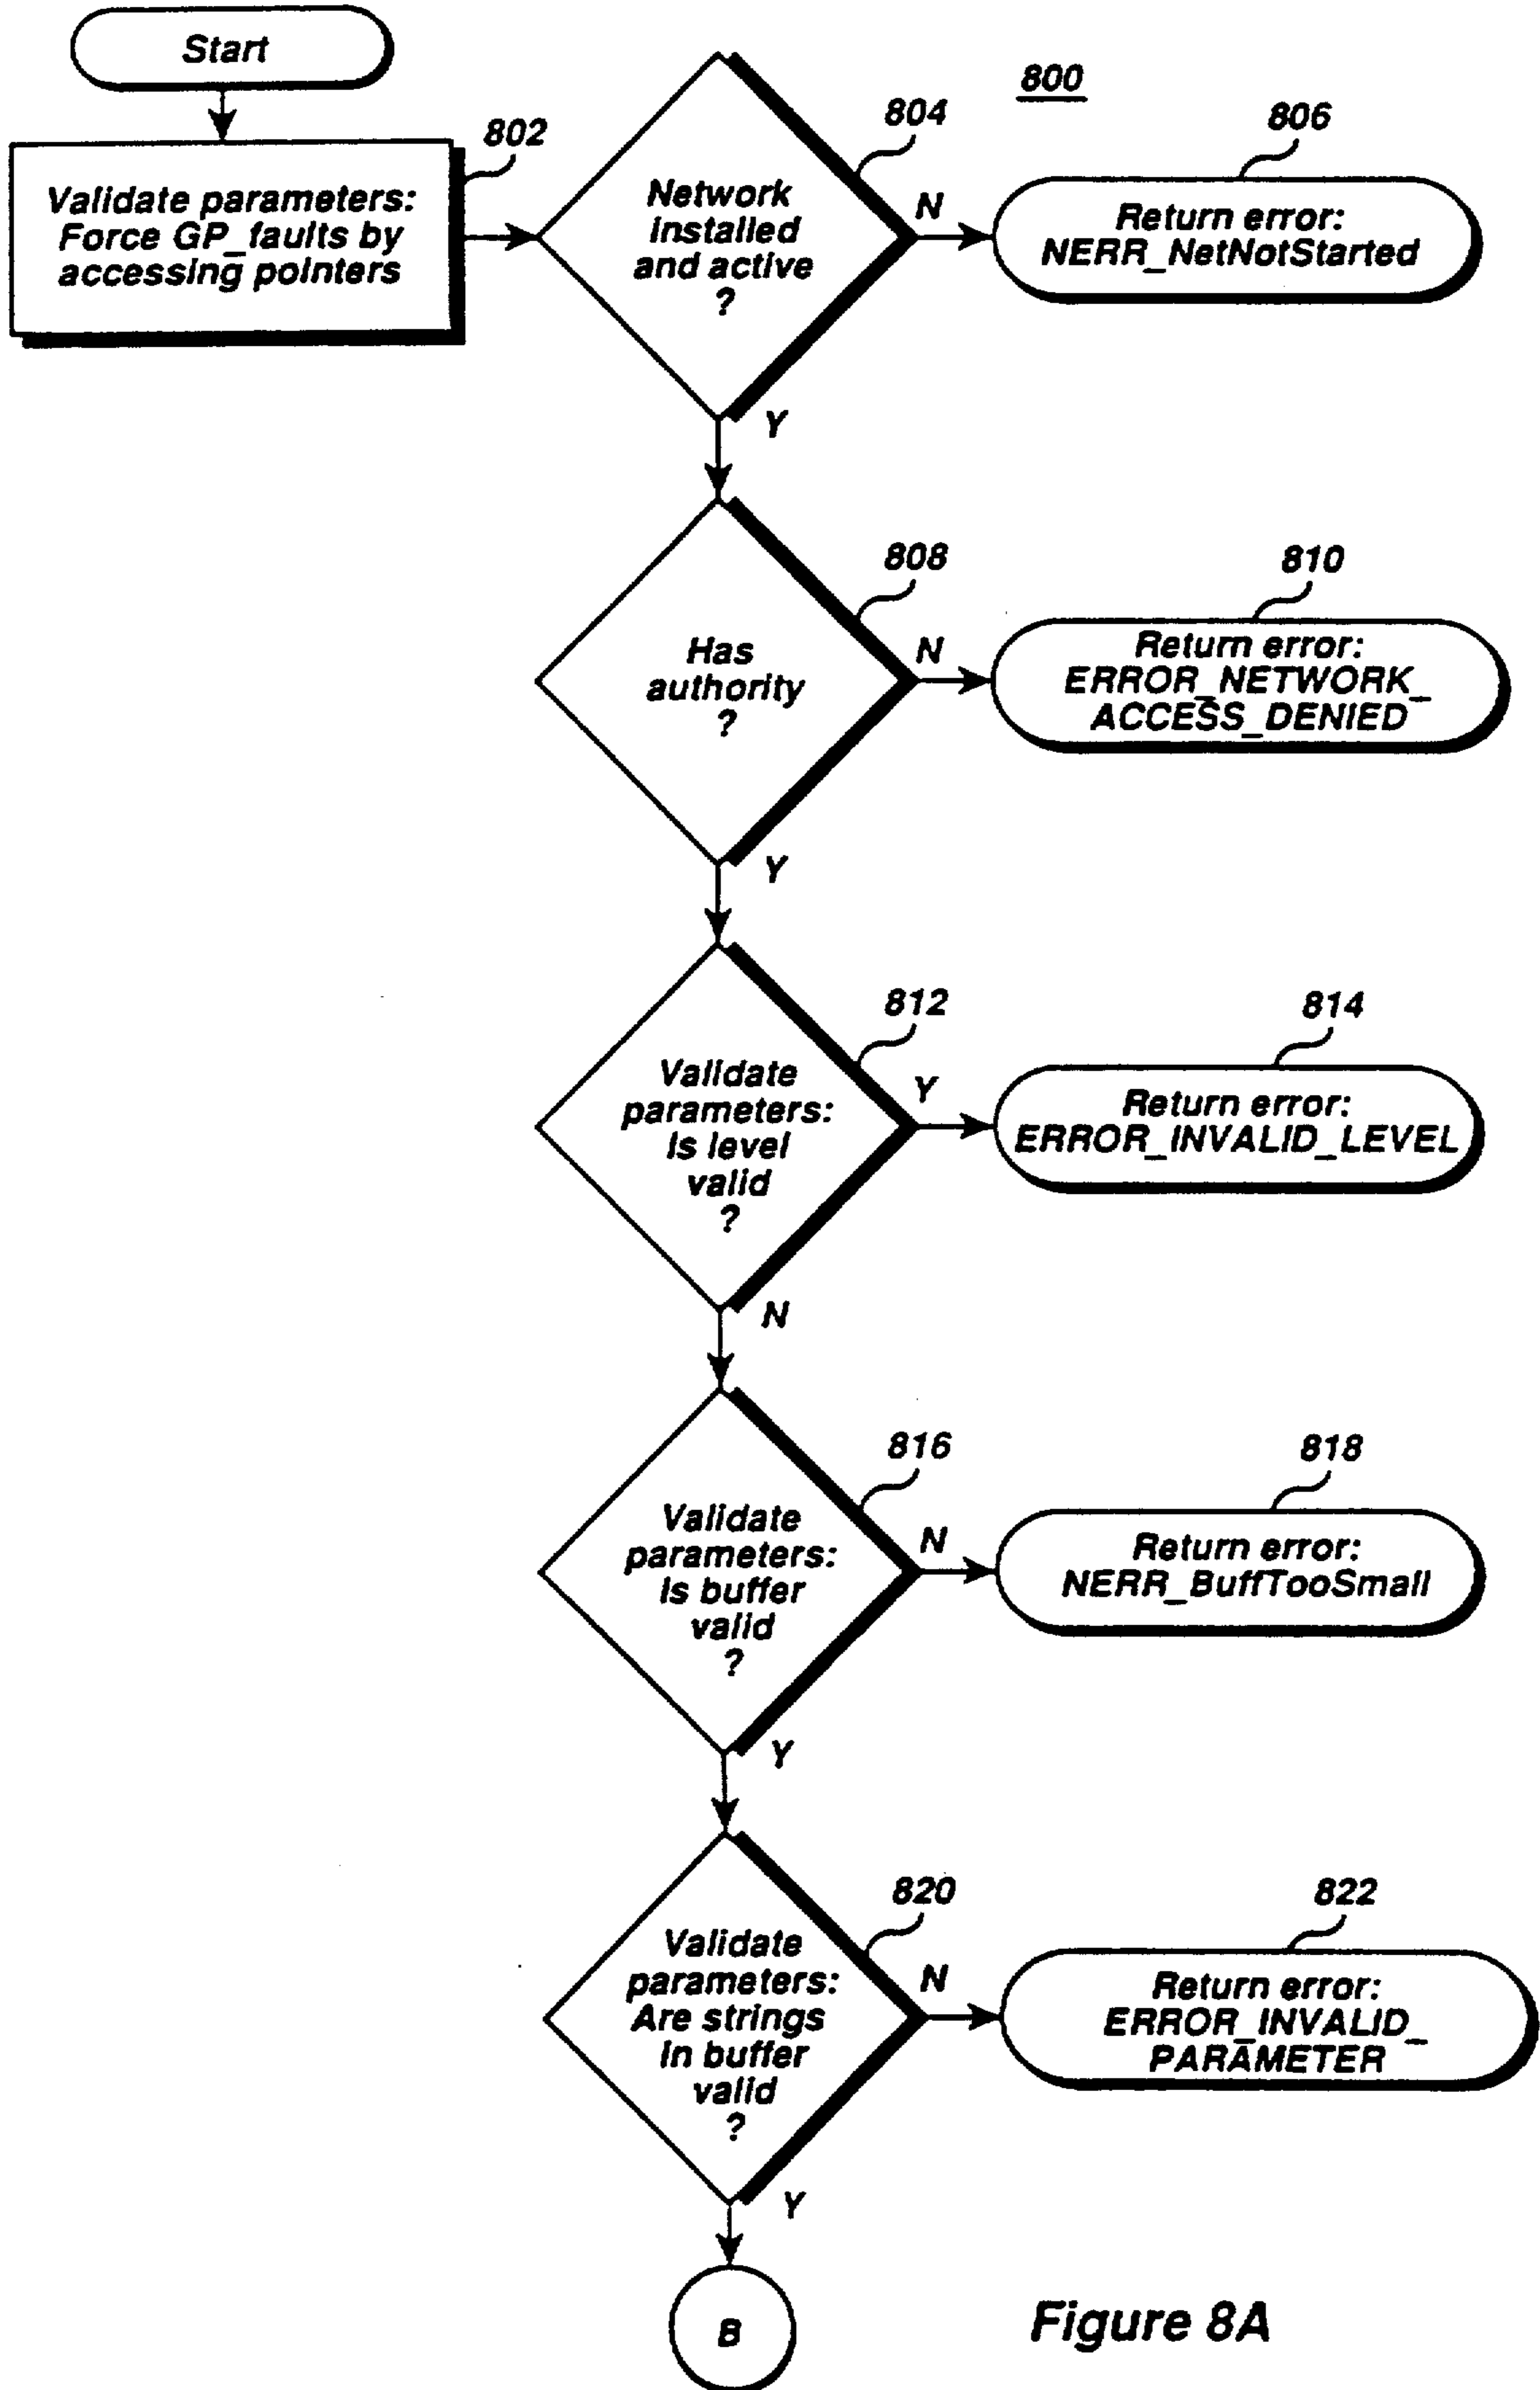 Start
800
802
Validate parameters:
Force GP_faults by
accessing pointers
804
Network
installed
and active
?
N
Y
806
Return error:
NERR_NetNotStarted
808
Has
authority
?
N
Y
810
Return error:
ERROR_NETWORK_
ACCESS_DENIED
812
Validate
parameters:
Is level
valid
?
Y
N
814
Return error:
ERROR_INVALID_LEVEL
816
Validate
parameters:
Is buffer
valid
?
N
Y
818
Return error:
NERR_BuffTooSmall
820
Validate
parameters:
Are strings
in buffer
valid
?
N
Y
822
Return error:
ERROR_INVALID_
PARAMETER
B
Figure 8A